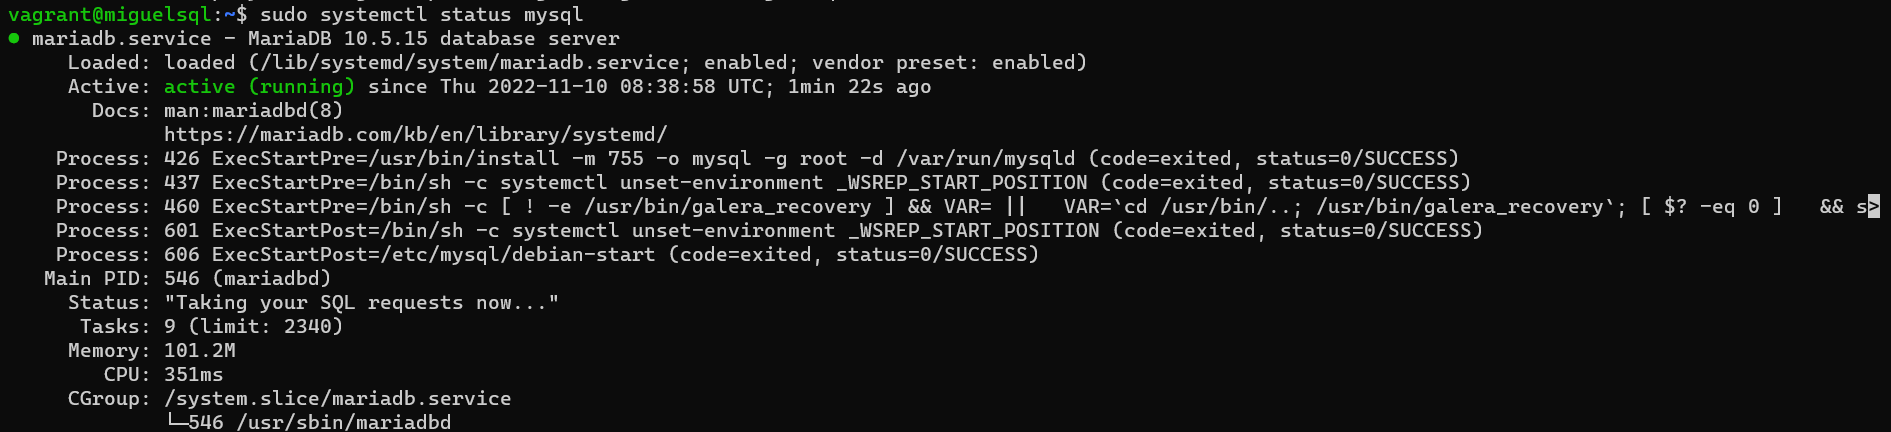 vagrant@miguelsql:~$ sudo systemctl status mysql
● mariadb.service - MariaDB 10.5.15 database server
     Loaded: loaded (/lib/systemd/system/mariadb.service; enabled; vendor preset: enabled)
     Active: active (running) since Thu 2022-11-10 08:38:58 UTC; 1min 22s ago
       Docs: man:mariadbd(8)
             https://mariadb.com/kb/en/library/systemd/
    Process: 426 ExecStartPre=/usr/bin/install -m 755 -o mysql -g root -d /var/run/mysqld (code=exited, status=0/SUCCESS)
    Process: 437 ExecStartPre=/bin/sh -c systemctl unset-environment _WSREP_START_POSITION (code=exited, status=0/SUCCESS)
    Process: 460 ExecStartPre=/bin/sh -c [ ! -e /usr/bin/galera_recovery ] && VAR= ||   VAR=`cd /usr/bin/..; /usr/bin/galera_recovery`; [ $? -eq 0 ]   && s>
    Process: 601 ExecStartPost=/bin/sh -c systemctl unset-environment _WSREP_START_POSITION (code=exited, status=0/SUCCESS)
    Process: 606 ExecStartPost=/etc/mysql/debian-start (code=exited, status=0/SUCCESS)
   Main PID: 546 (mariadbd)
     Status: "Taking your SQL requests now..."
      Tasks: 9 (limit: 2340)
     Memory: 101.2M
        CPU: 351ms
     CGroup: /system.slice/mariadb.service
             └─546 /usr/sbin/mariadbd